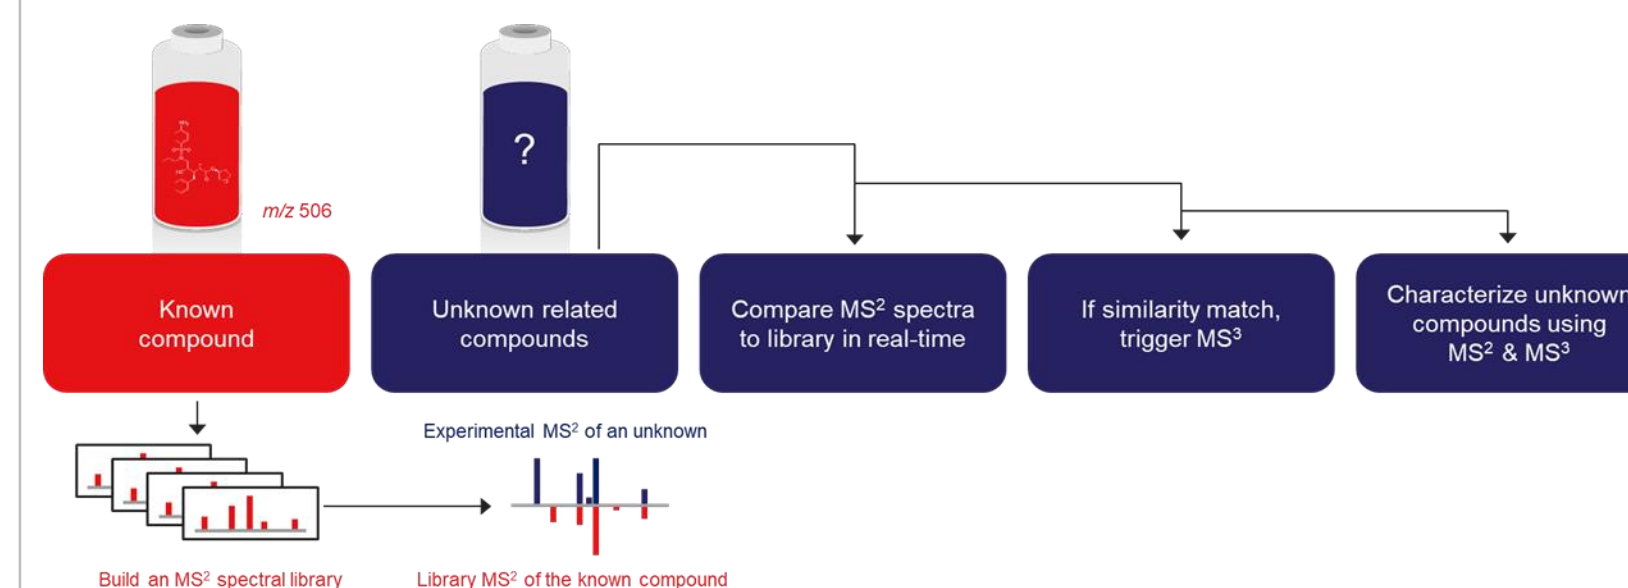 ?
m/z 506
Known
compound
Unknown related
compounds
Compare MS² spectra
to library in real-time
If similarity match,
trigger MS³
Characterize unknown
compounds using
MS² & MS³
Experimental MS² of an unknown
Build an MS² spectral library
Library MS² of the known compound